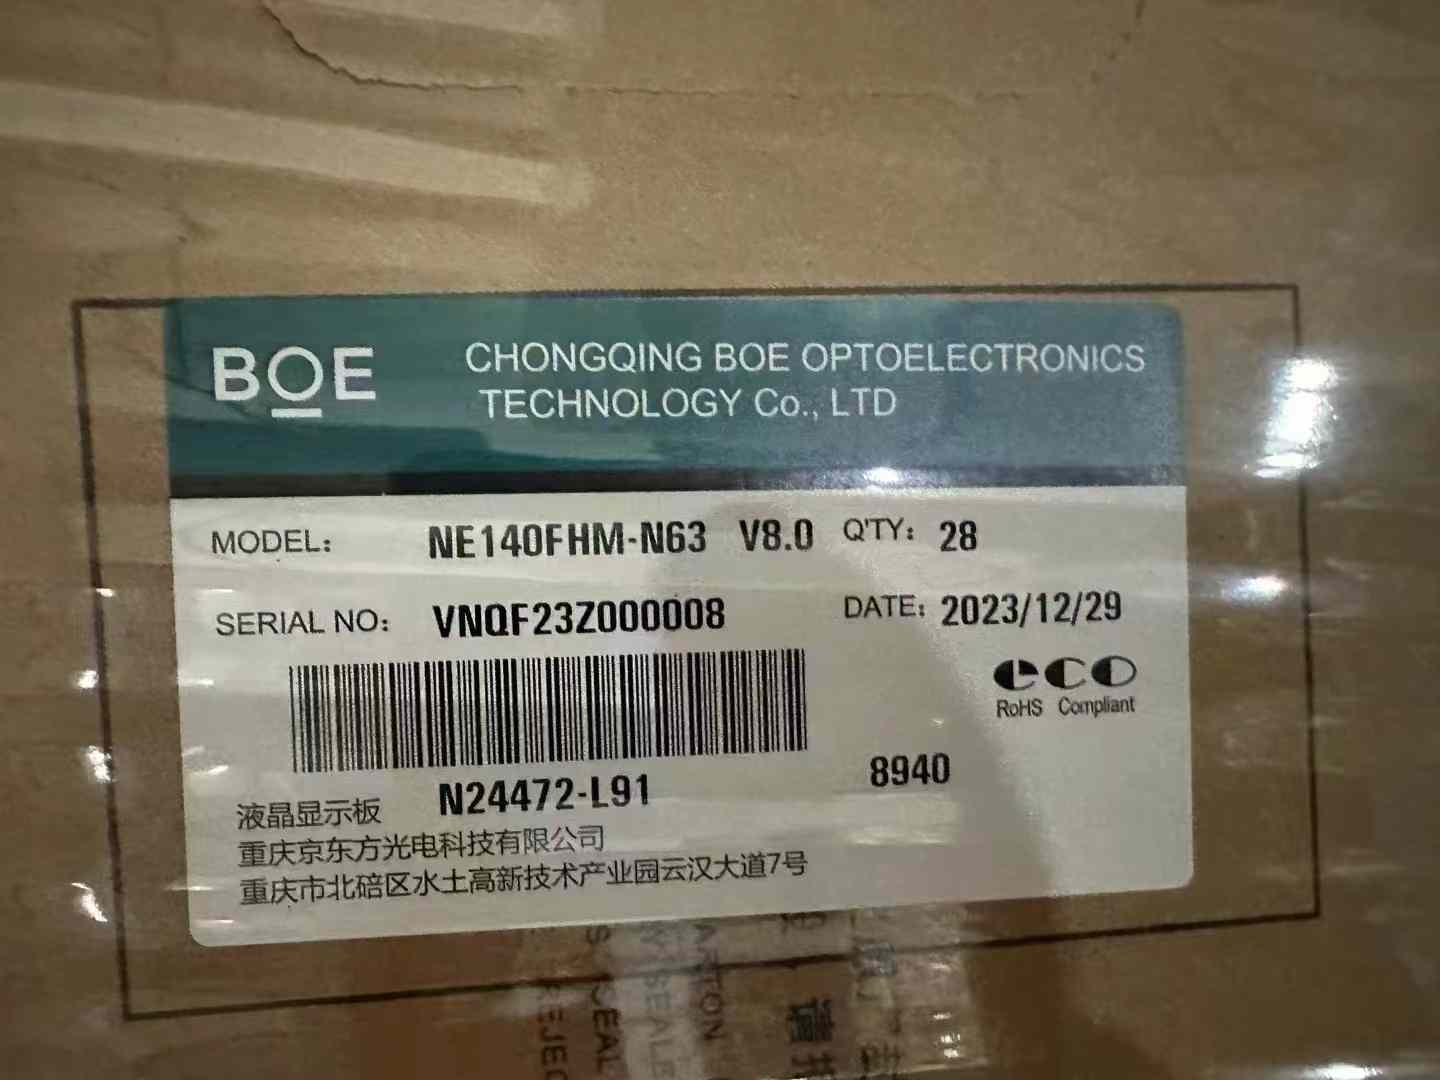 BOE
CHONGQING BOE OPTOELECTRONICS
TECHNOLOGY Co., LTD
MODEL: NE140FHM-N63 V8.0 Q'TY: 28
SERIAL NO: VNQF23Z000008 DATE: 2023/12/29
eco
RoHS Compliant
N24472-L91 8940
液晶显示板
重庆京东方光电科技有限公司
重庆市北碚区水土高新技术产业园云汉大道7号